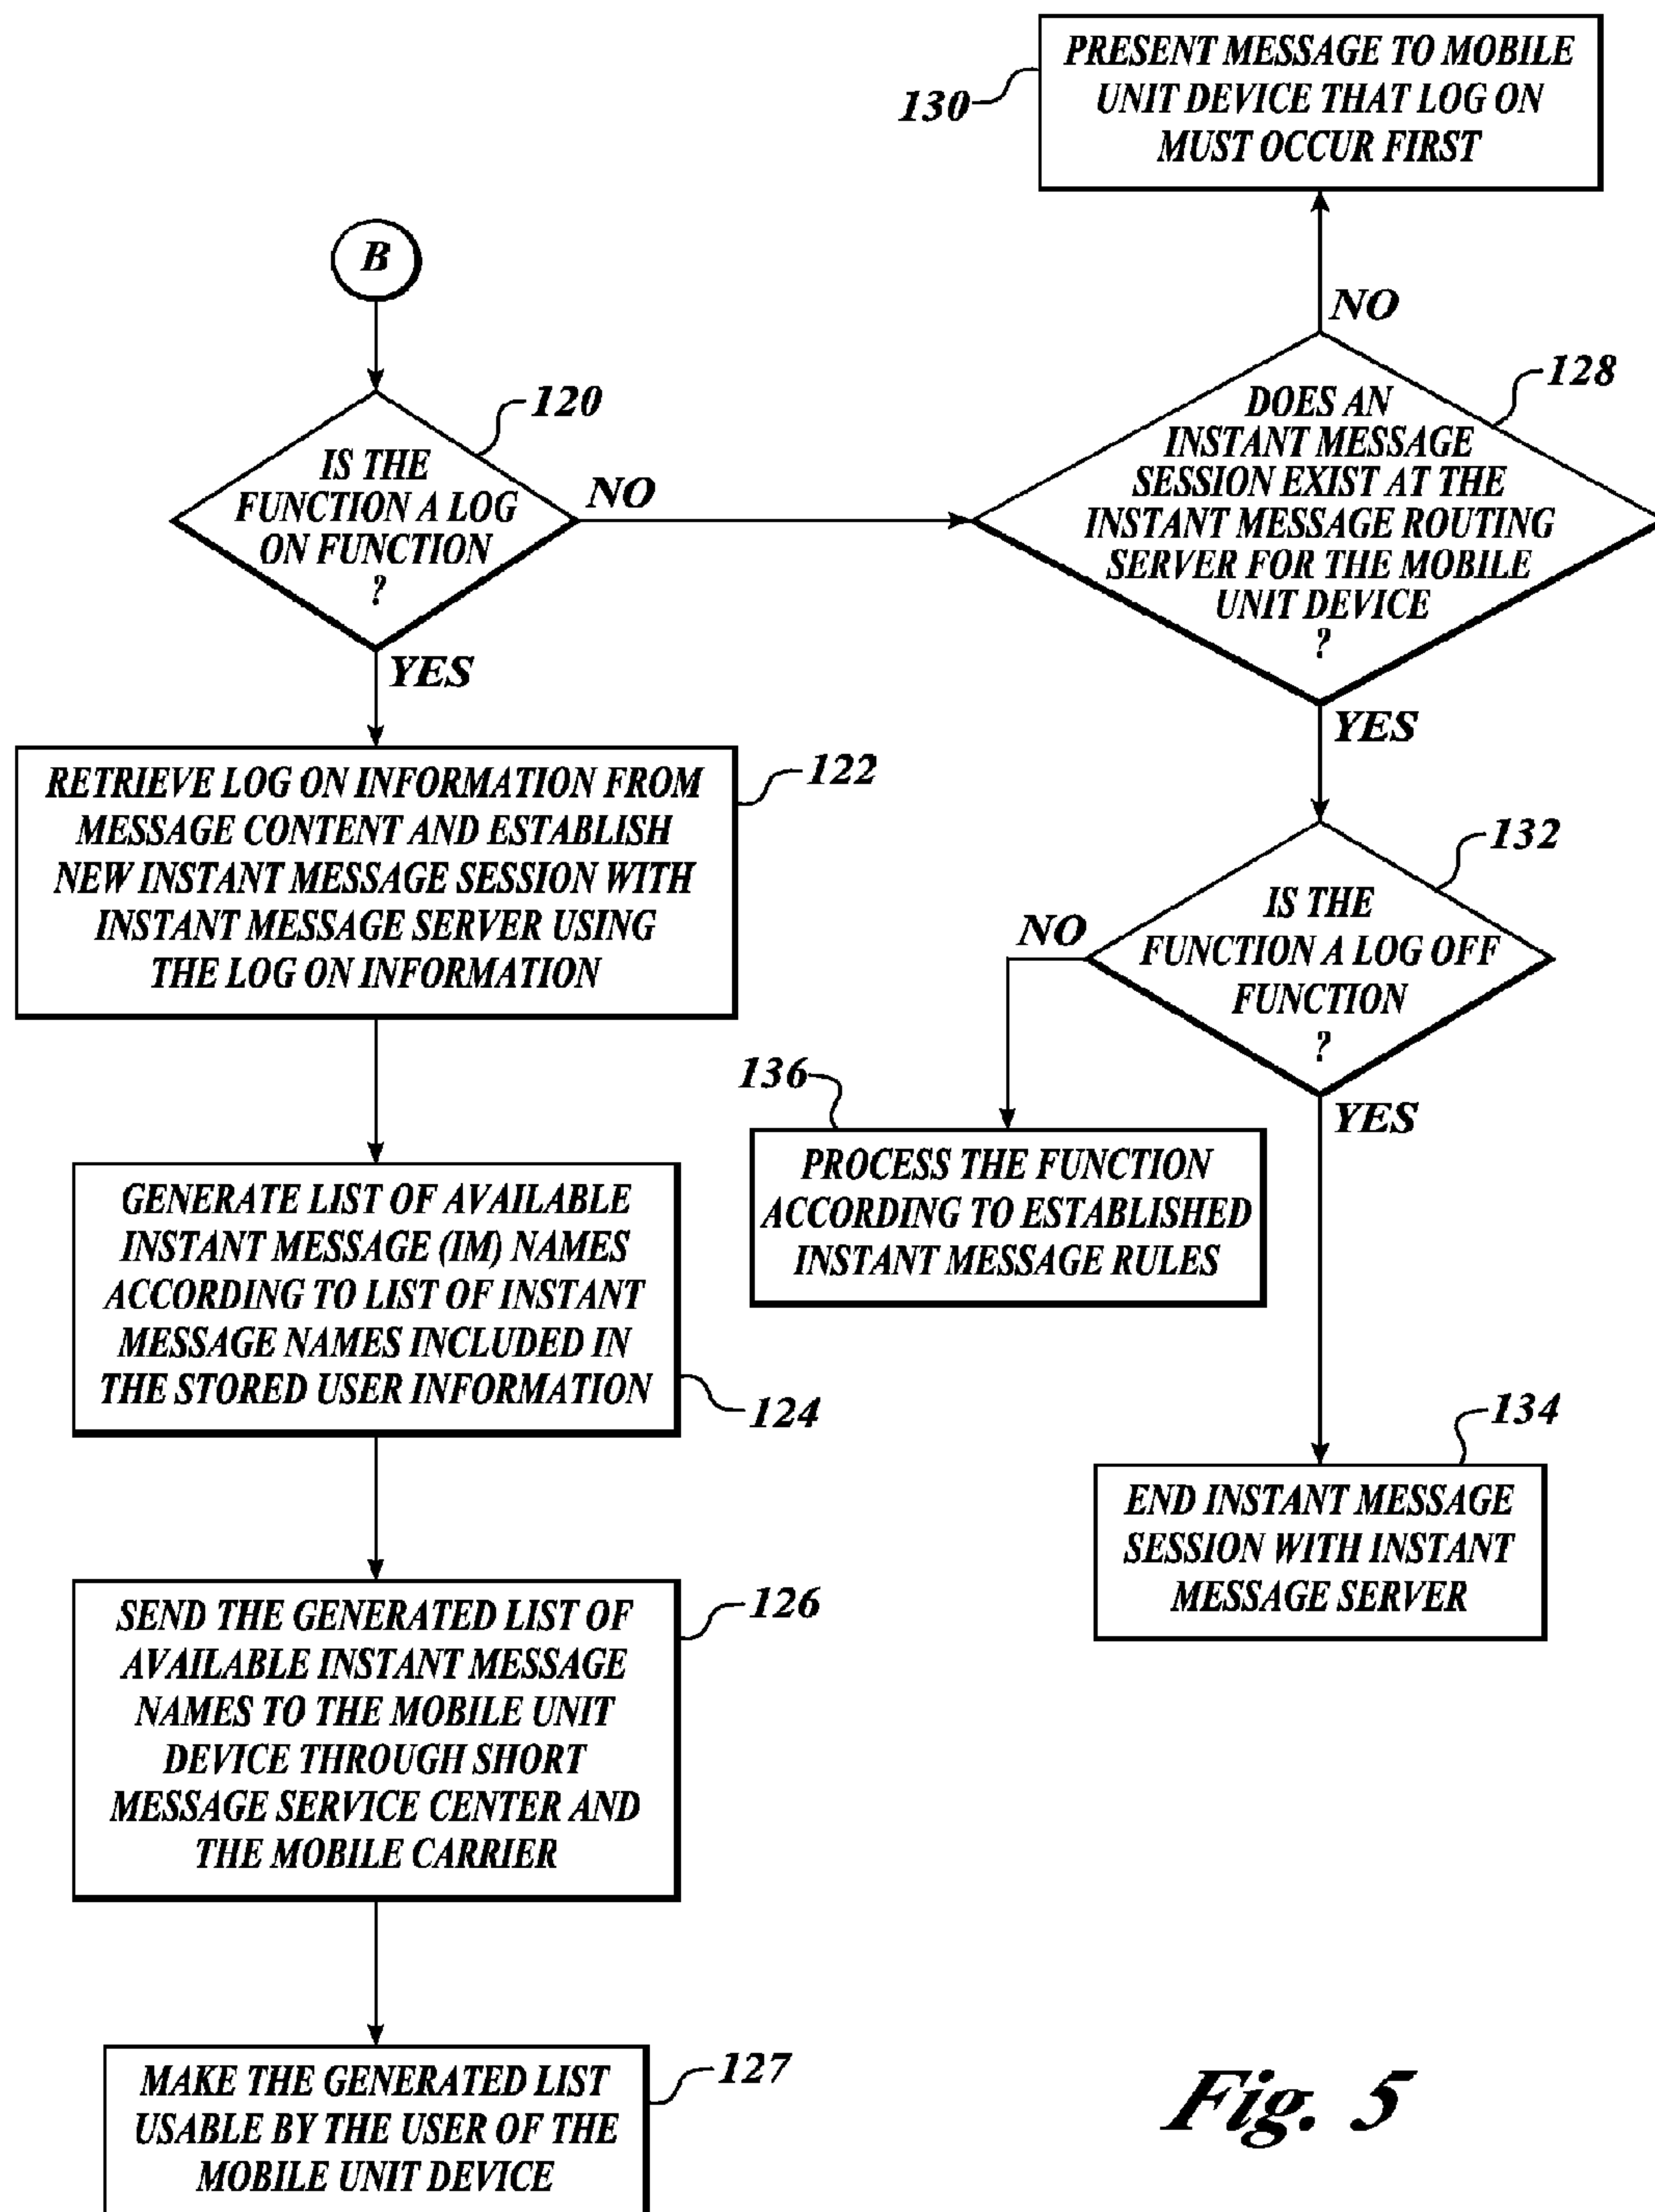 B
120
IS THE
FUNCTION A LOG
ON FUNCTION
?
NO
YES
122
RETRIEVE LOG ON INFORMATION FROM
MESSAGE CONTENT AND ESTABLISH
NEW INSTANT MESSAGE SESSION WITH
INSTANT MESSAGE SERVER USING
THE LOG ON INFORMATION
GENERATE LIST OF AVAILABLE
INSTANT MESSAGE (IM) NAMES
ACCORDING TO LIST OF INSTANT
MESSAGE NAMES INCLUDED IN
THE STORED USER INFORMATION
124
126
SEND THE GENERATED LIST OF
AVAILABLE INSTANT MESSAGE
NAMES TO THE MOBILE UNIT
DEVICE THROUGH SHORT
MESSAGE SERVICE CENTER AND
THE MOBILE CARRIER
127
MAKE THE GENERATED LIST
USABLE BY THE USER OF THE
MOBILE UNIT DEVICE
130
PRESENT MESSAGE TO MOBILE
UNIT DEVICE THAT LOG ON
MUST OCCUR FIRST
NO
128
DOES AN
INSTANT MESSAGE
SESSION EXIST AT THE
INSTANT MESSAGE ROUTING
SERVER FOR THE MOBILE
UNIT DEVICE
?
YES
132
IS THE
FUNCTION A LOG OFF
FUNCTION
?
NO
YES
136
PROCESS THE FUNCTION
ACCORDING TO ESTABLISHED
INSTANT MESSAGE RULES
134
END INSTANT MESSAGE
SESSION WITH INSTANT
MESSAGE SERVER
Fig. 5